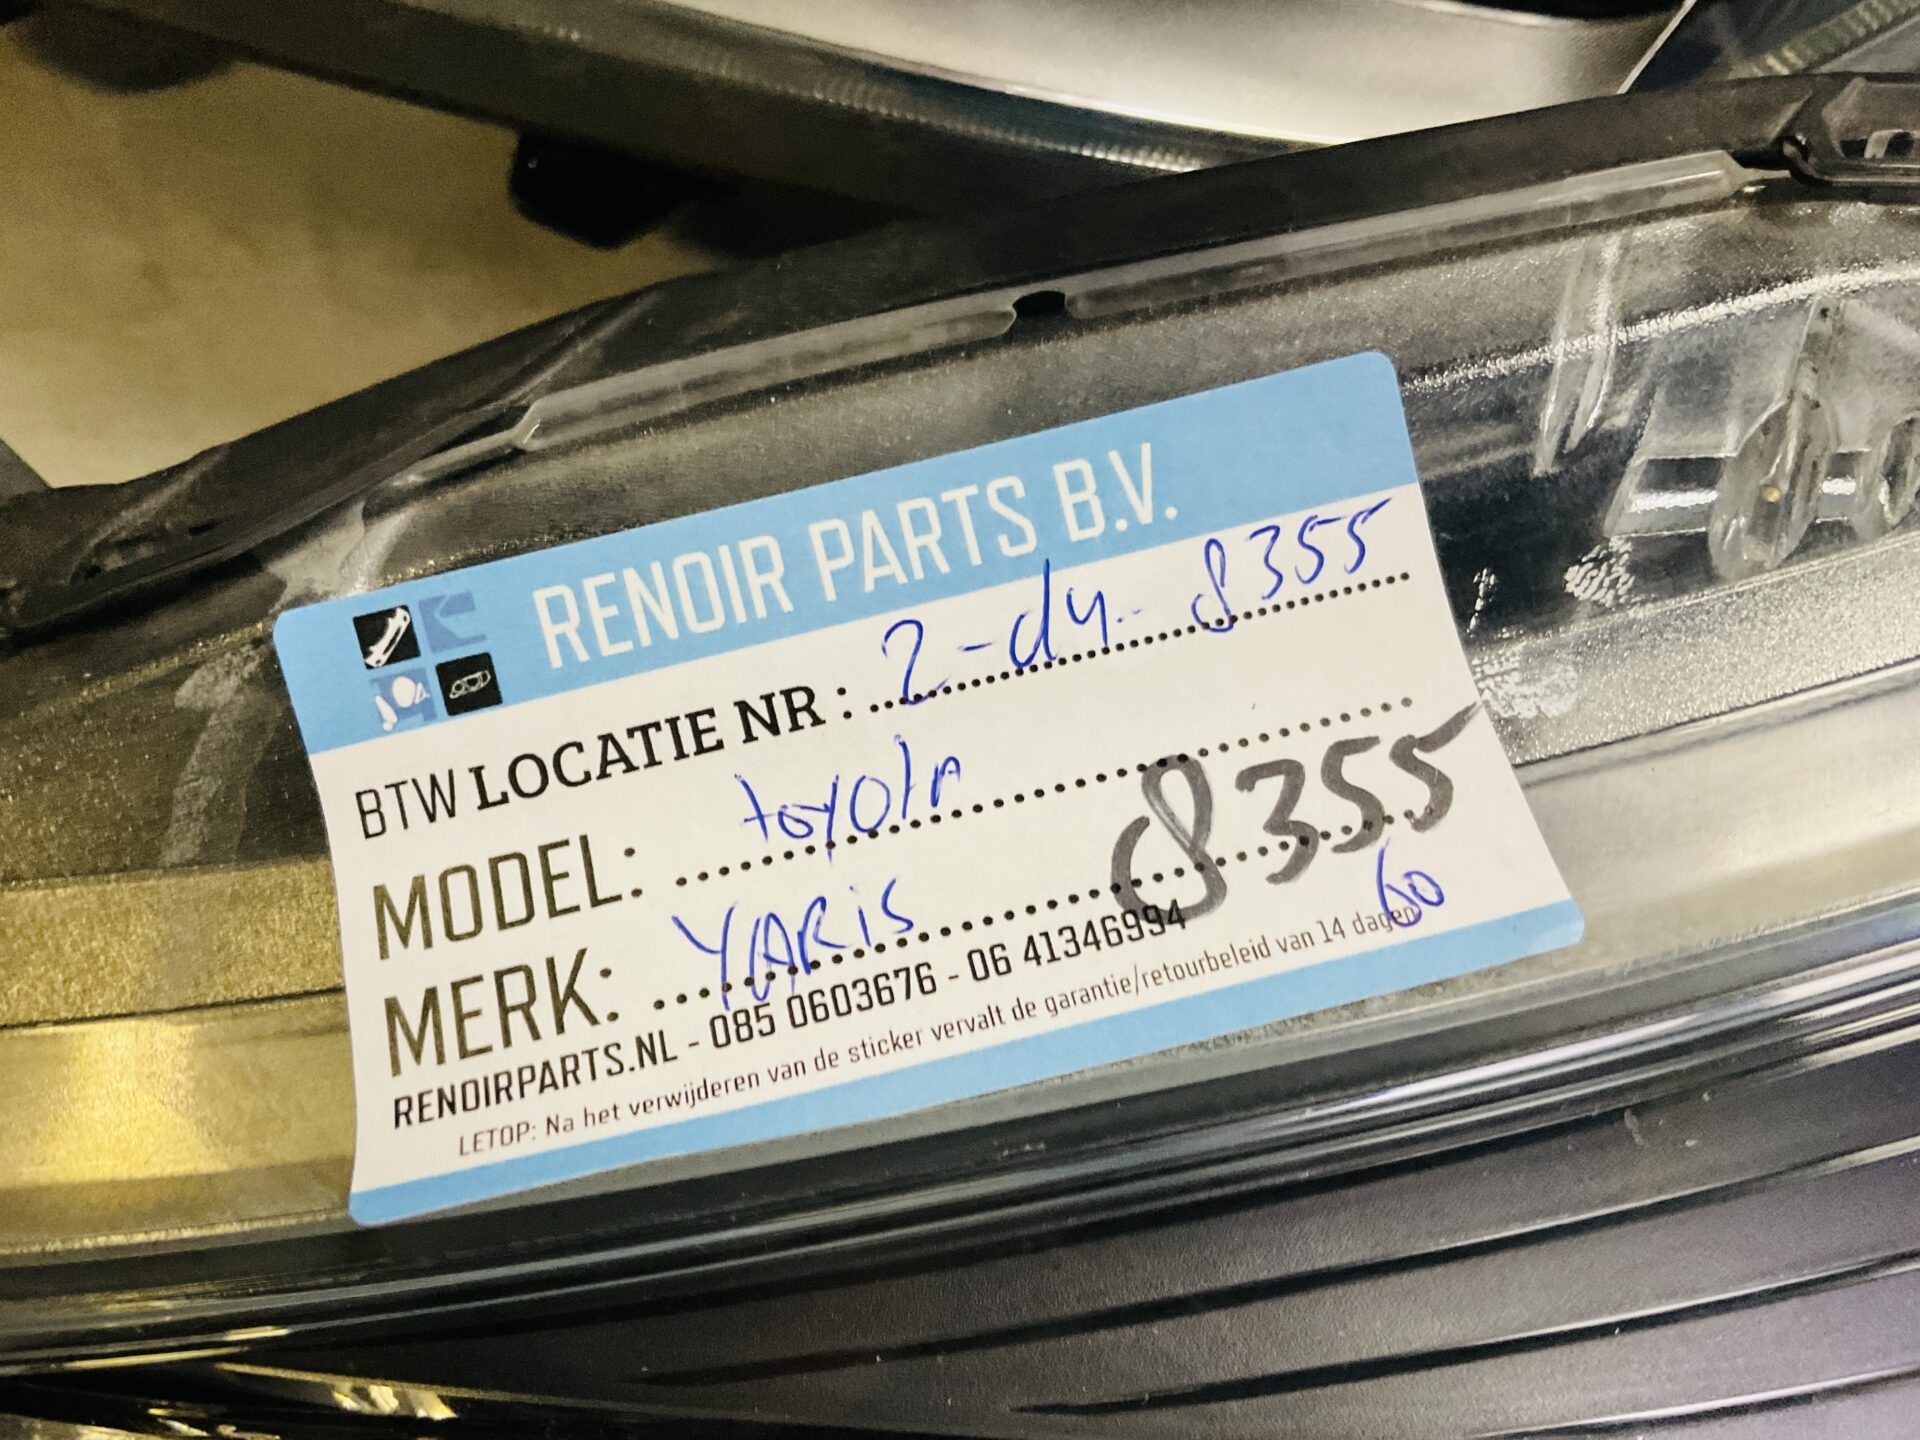 RENOIR PARTS B.V.
BTW LOCATIE NR : 2-d4. 8355
MODEL: toyota
8355
MERK: YARis
60
RENOIRPARTS.NL - 085 0603676 - 06 41346994
LETOP: Na het verwijderen van de sticker vervalt de garantie/retourbeleid van 14 dagen